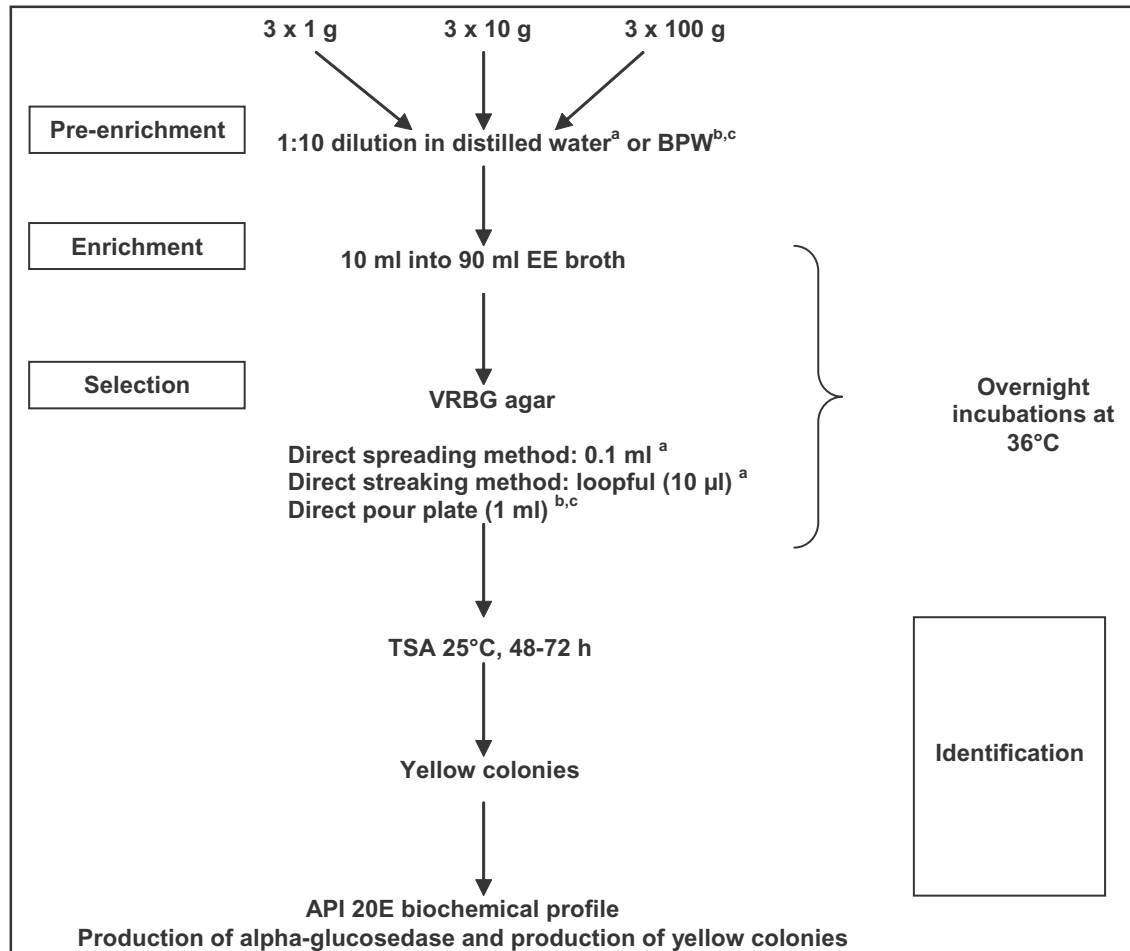 3 x 1 g 3 x 10 g 3 x 100 g
Pre-enrichment
1:10 dilution in distilled water^a or BPW^b,c
Enrichment
10 ml into 90 ml EE broth
Selection
VRBG agar
Direct spreading method: 0.1 ml ^a
Direct streaking method: loopful (10 µl) ^a
Direct pour plate (1 ml) ^b,c
Overnight
incubations at
36°C
TSA 25°C, 48-72 h
Yellow colonies
Identification
API 20E biochemical profile
Production of alpha-glucosedase and production of yellow colonies